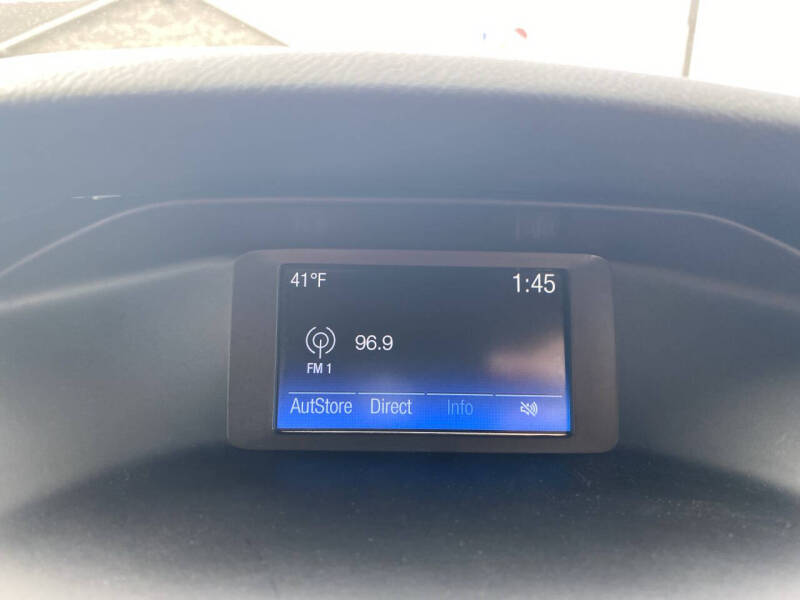 41°F 1:45
96.9
FM 1
AutStore Direct Info